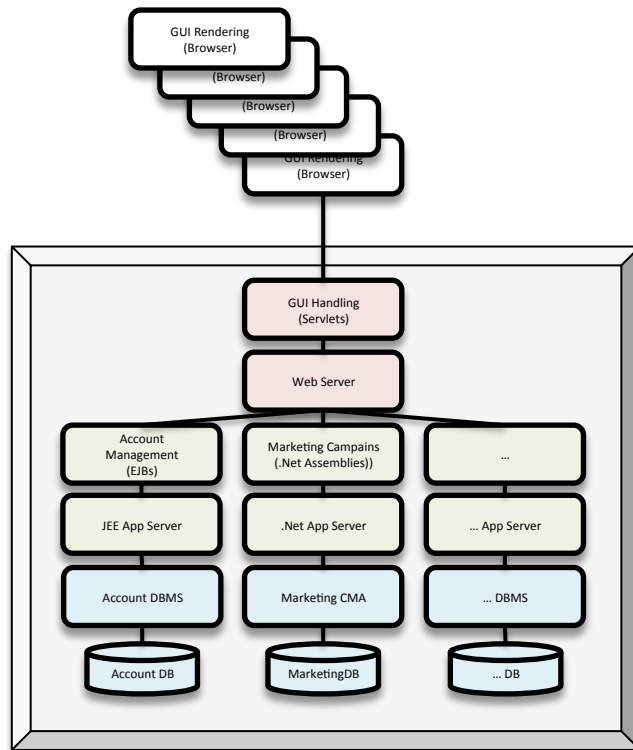 GUI Rendering
(Browser)
(Browser)
(Browser)
(Browser)
GUI Rendering
(Browser)
GUI Handling
(Servlets)
Web Server
Account
Management
(EJBs)
Marketing Campains
(.Net Assemblies))
...
JEE App Server
.Net App Server
... App Server
Account DBMS
Marketing CMA
... DBMS
Account DB
MarketingDB
... DB